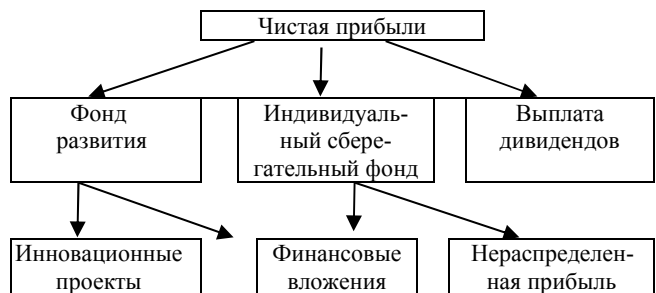 Чистая прибыли
Фонд
развития
Индивидуаль-
ный сбере-
гательный фонд
Выплата
дивидендов
Инновационные
проекты
Финансовые
вложения
Нераспределен-
ная прибыль